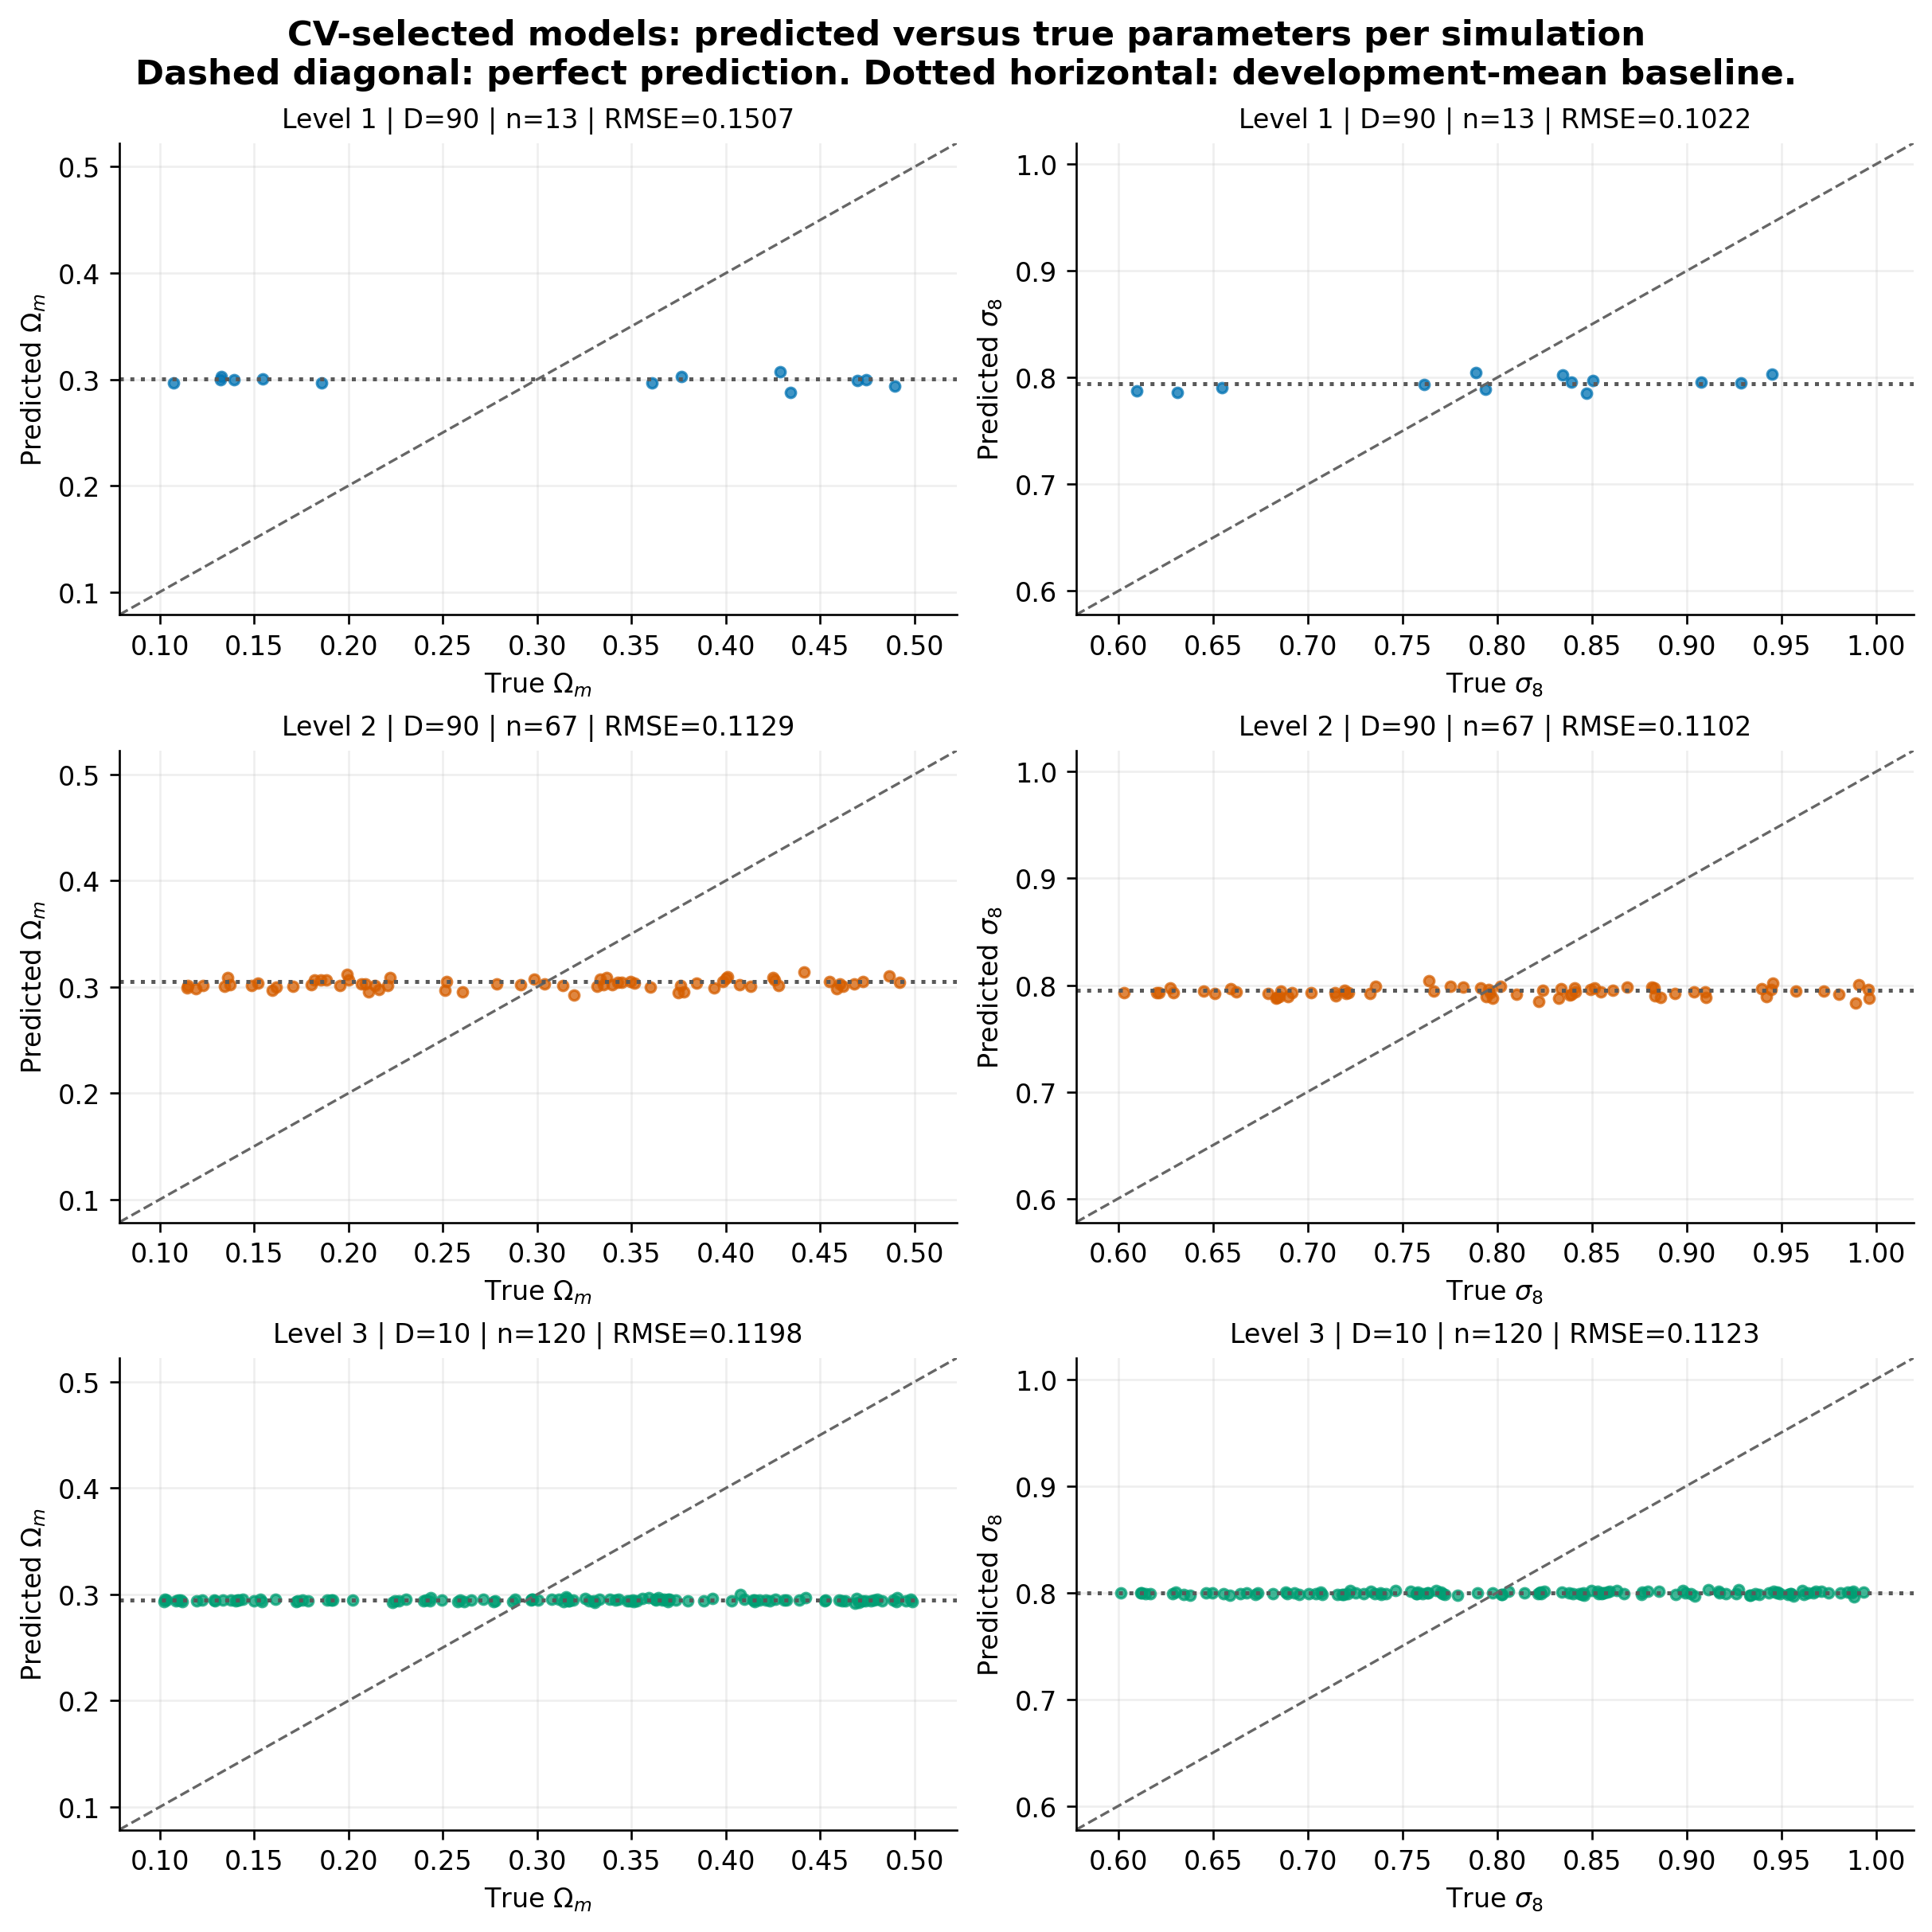 CV-selected models: predicted versus true parameters per simulation
Dashed diagonal: perfect prediction. Dotted horizontal: development-mean baseline.
Level 1 | D=90 | n=13 | RMSE=0.1507
0.5
0.4
0.3
0.2
0.1
Predicted Ωₘ
0.10 0.15 0.20 0.25 0.30 0.35 0.40 0.45 0.50
True Ωₘ
Level 1 | D=90 | n=13 | RMSE=0.1022
1.0
0.9
0.8
0.7
0.6
Predicted σ₈
0.60 0.65 0.70 0.75 0.80 0.85 0.90 0.95 1.00
True σ₈
Level 2 | D=90 | n=67 | RMSE=0.1129
0.5
0.4
0.3
0.2
0.1
Predicted Ωₘ
0.10 0.15 0.20 0.25 0.30 0.35 0.40 0.45 0.50
True Ωₘ
Level 2 | D=90 | n=67 | RMSE=0.1102
1.0
0.9
0.8
0.7
0.6
Predicted σ₈
0.60 0.65 0.70 0.75 0.80 0.85 0.90 0.95 1.00
True σ₈
Level 3 | D=10 | n=120 | RMSE=0.1198
0.5
0.4
0.3
0.2
0.1
Predicted Ωₘ
0.10 0.15 0.20 0.25 0.30 0.35 0.40 0.45 0.50
True Ωₘ
Level 3 | D=10 | n=120 | RMSE=0.1123
1.0
0.9
0.8
0.7
0.6
Predicted σ₈
0.60 0.65 0.70 0.75 0.80 0.85 0.90 0.95 1.00
True σ₈